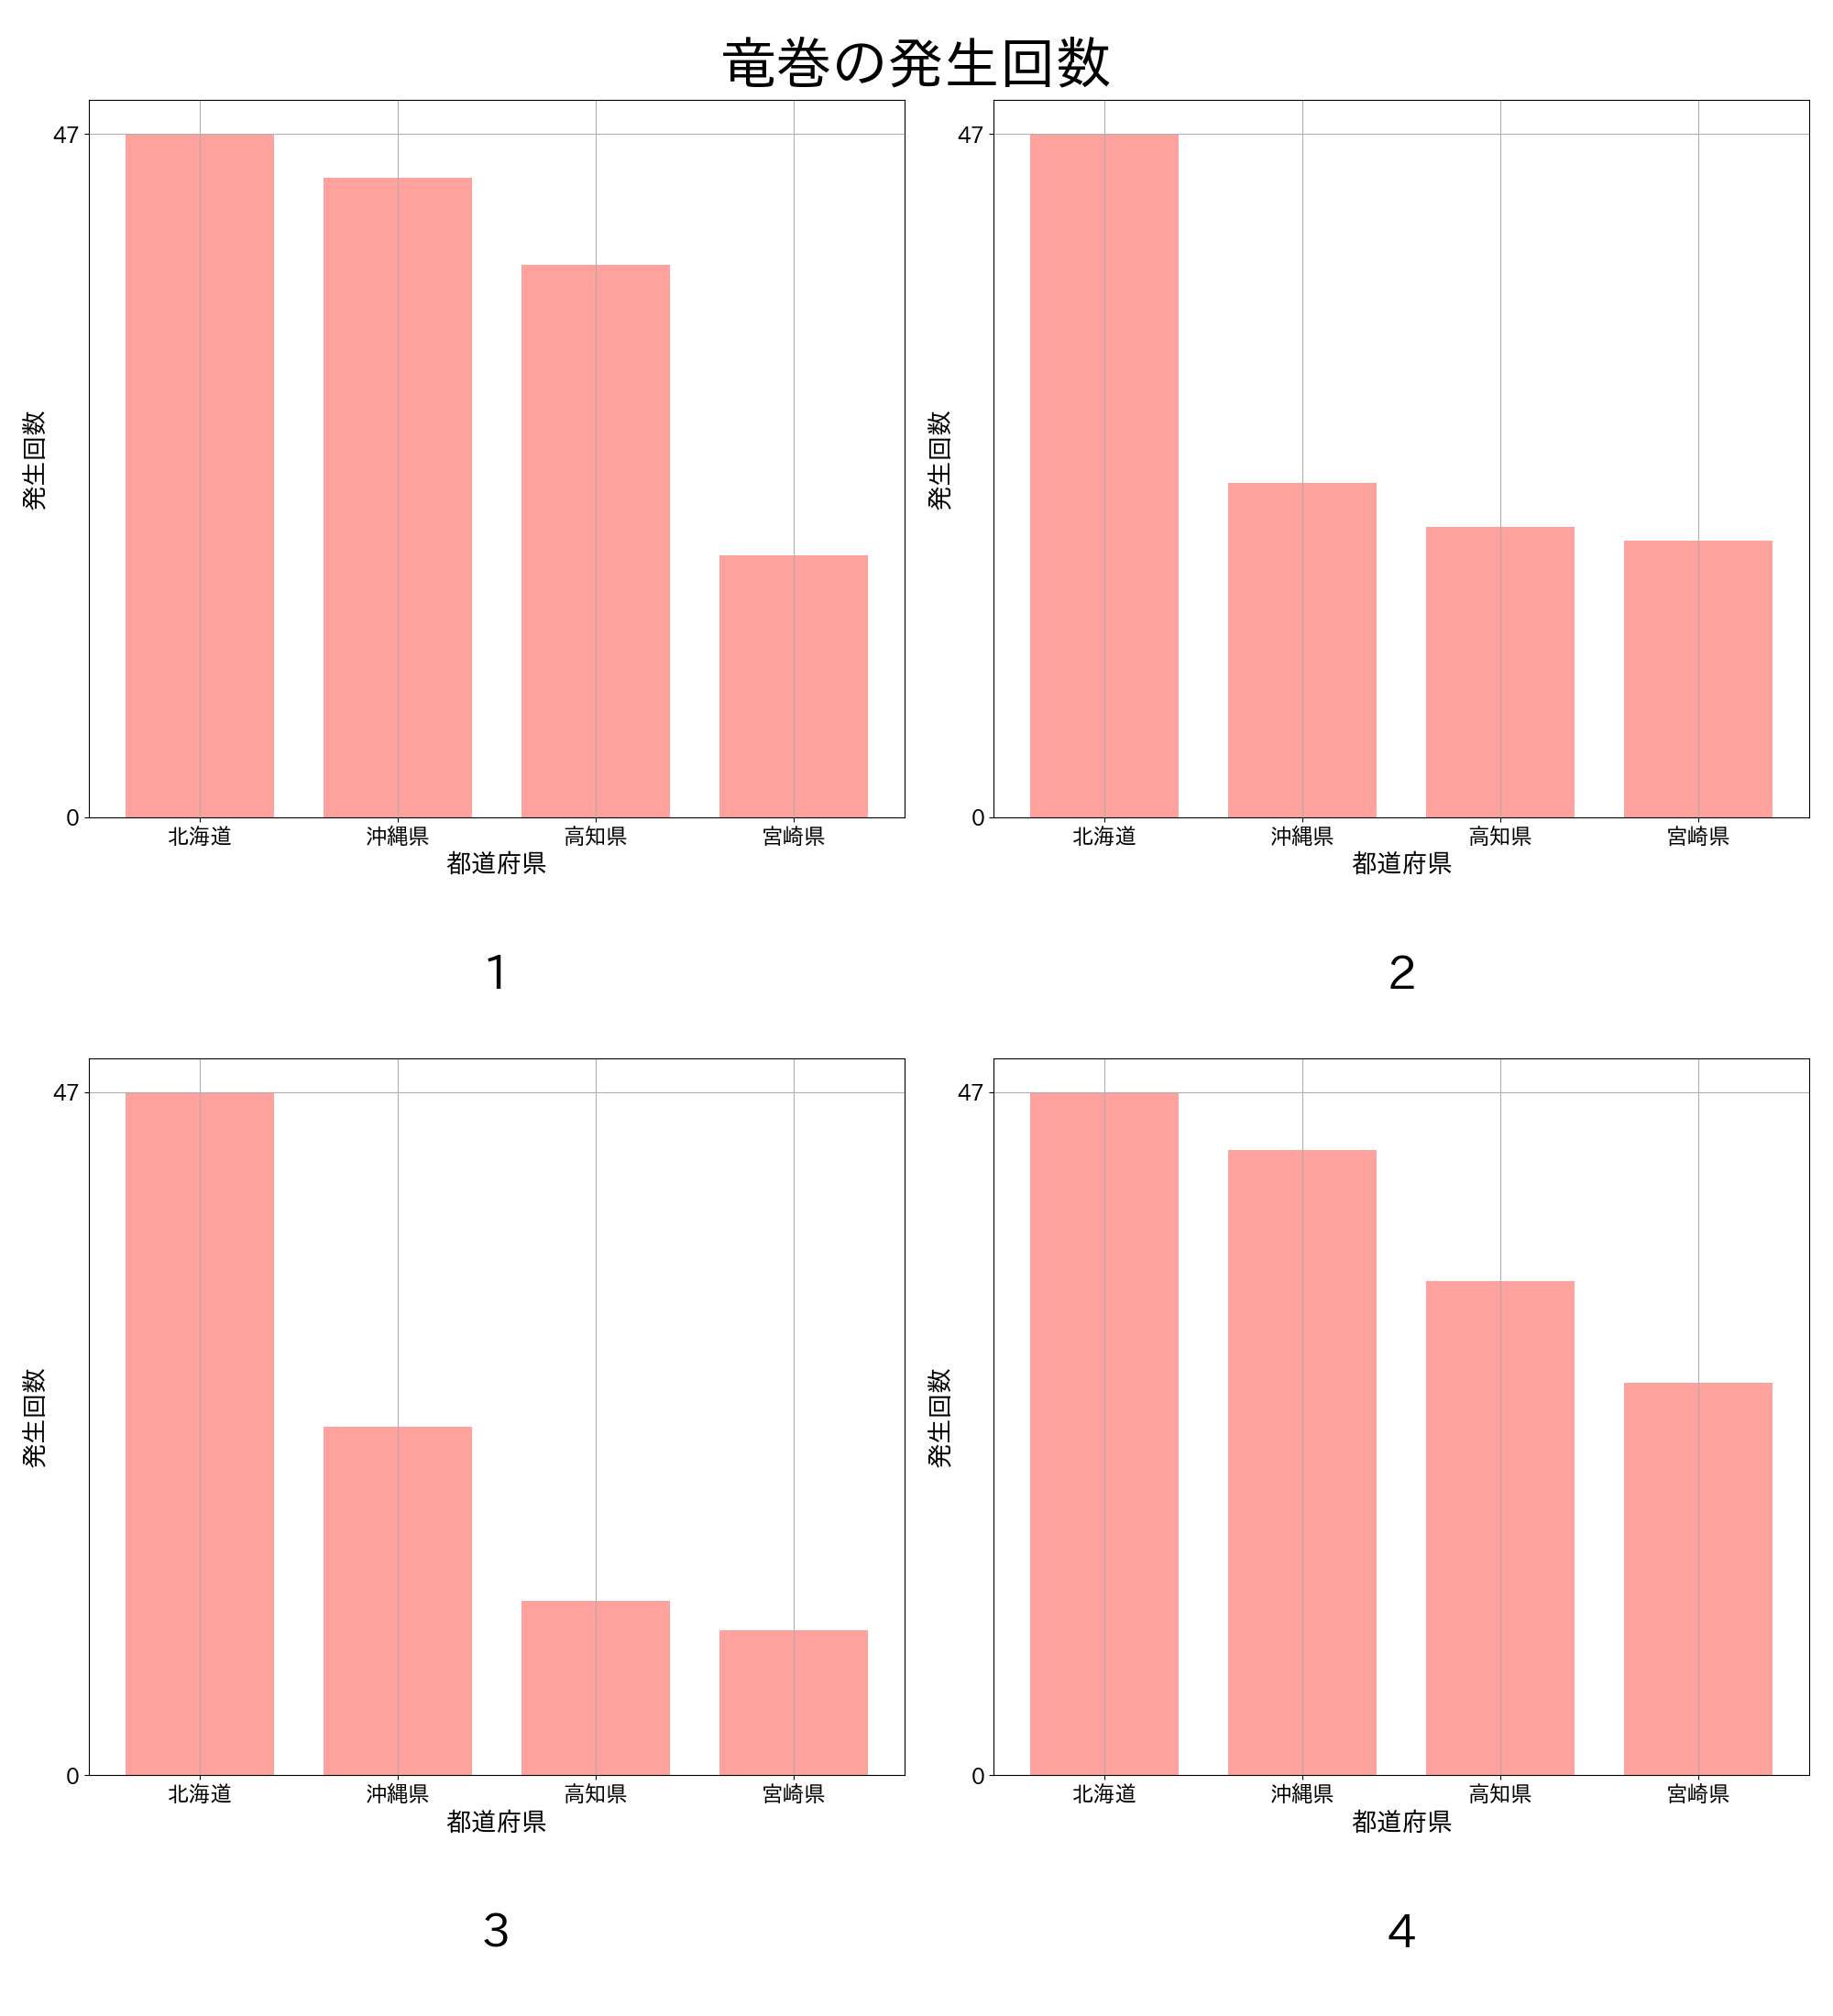 竜巻の発生回数
47
0
発生回数
北海道 沖縄県 高知県 宮崎県
都道府県
1
47
0
発生回数
北海道 沖縄県 高知県 宮崎県
都道府県
2
47
0
発生回数
北海道 沖縄県 高知県 宮崎県
都道府県
3
47
0
発生回数
北海道 沖縄県 高知県 宮崎県
都道府県
4